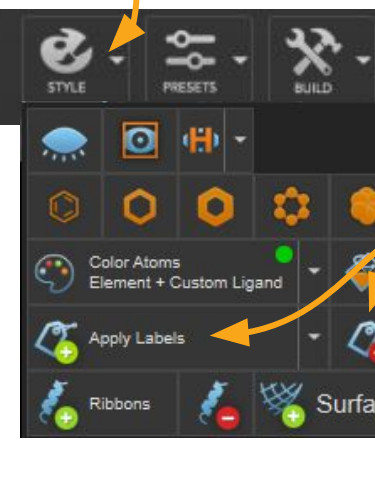 STYLE
PRESETS
BUILD
H
Color Atoms
Element + Custom Ligand
Apply Labels
Ribbons
Surfa